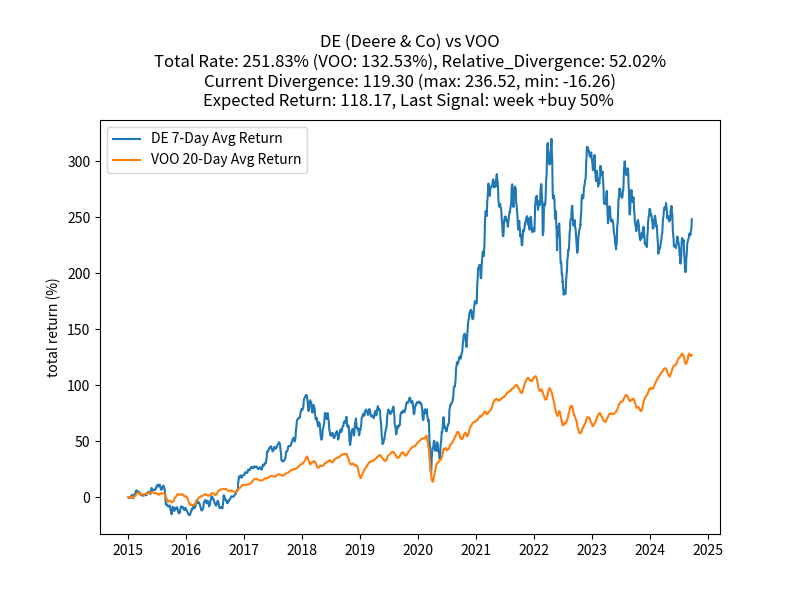 DE (Deere & Co) vs VOO
Total Rate: 251.83% (VOO: 132.53%), Relative_Divergence: 52.02%
Current Divergence: 119.30 (max: 236.52, min: -16.26)
Expected Return: 118.17, Last Signal: week +buy 50%
DE 7-Day Avg Return
VOO 20-Day Avg Return
total return (%)
300
250
200
150
100
50
0
2015 2016 2017 2018 2019 2020 2021 2022 2023 2024 2025